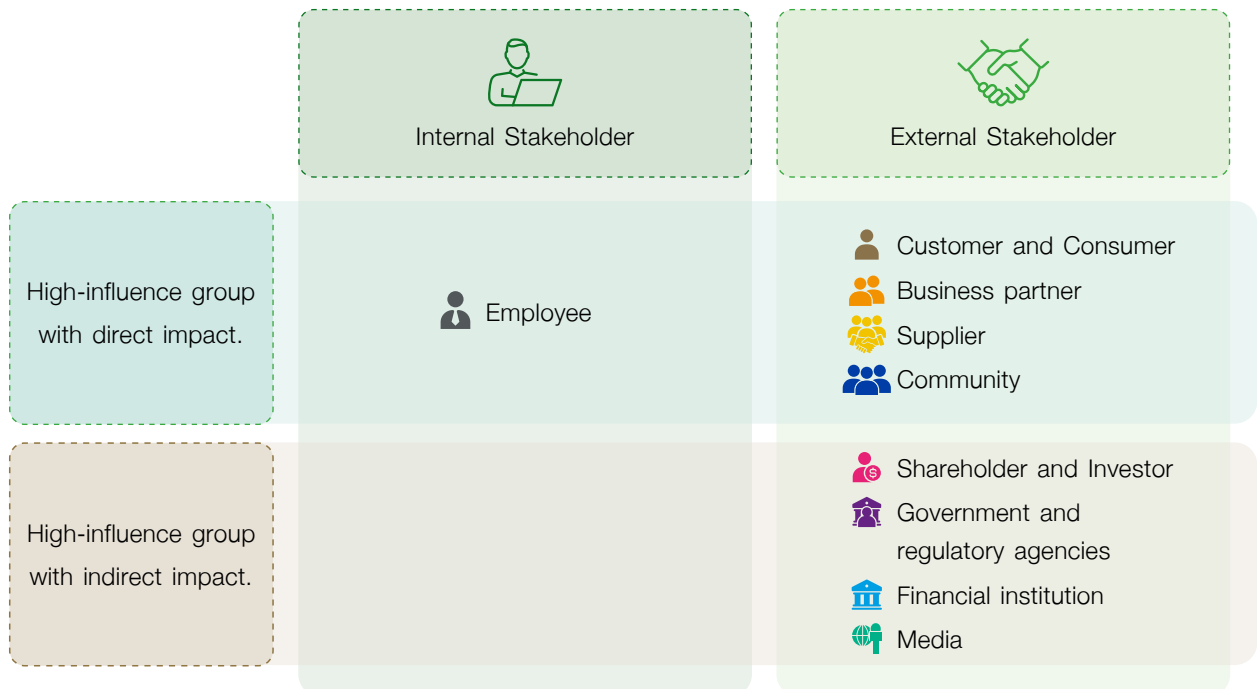 Internal Stakeholder
External Stakeholder
High-influence group
with direct impact.
Employee
Customer and Consumer
Business partner
Supplier
Community
High-influence group
with indirect impact.
Shareholder and Investor
Government and
regulatory agencies
Financial institution
Media